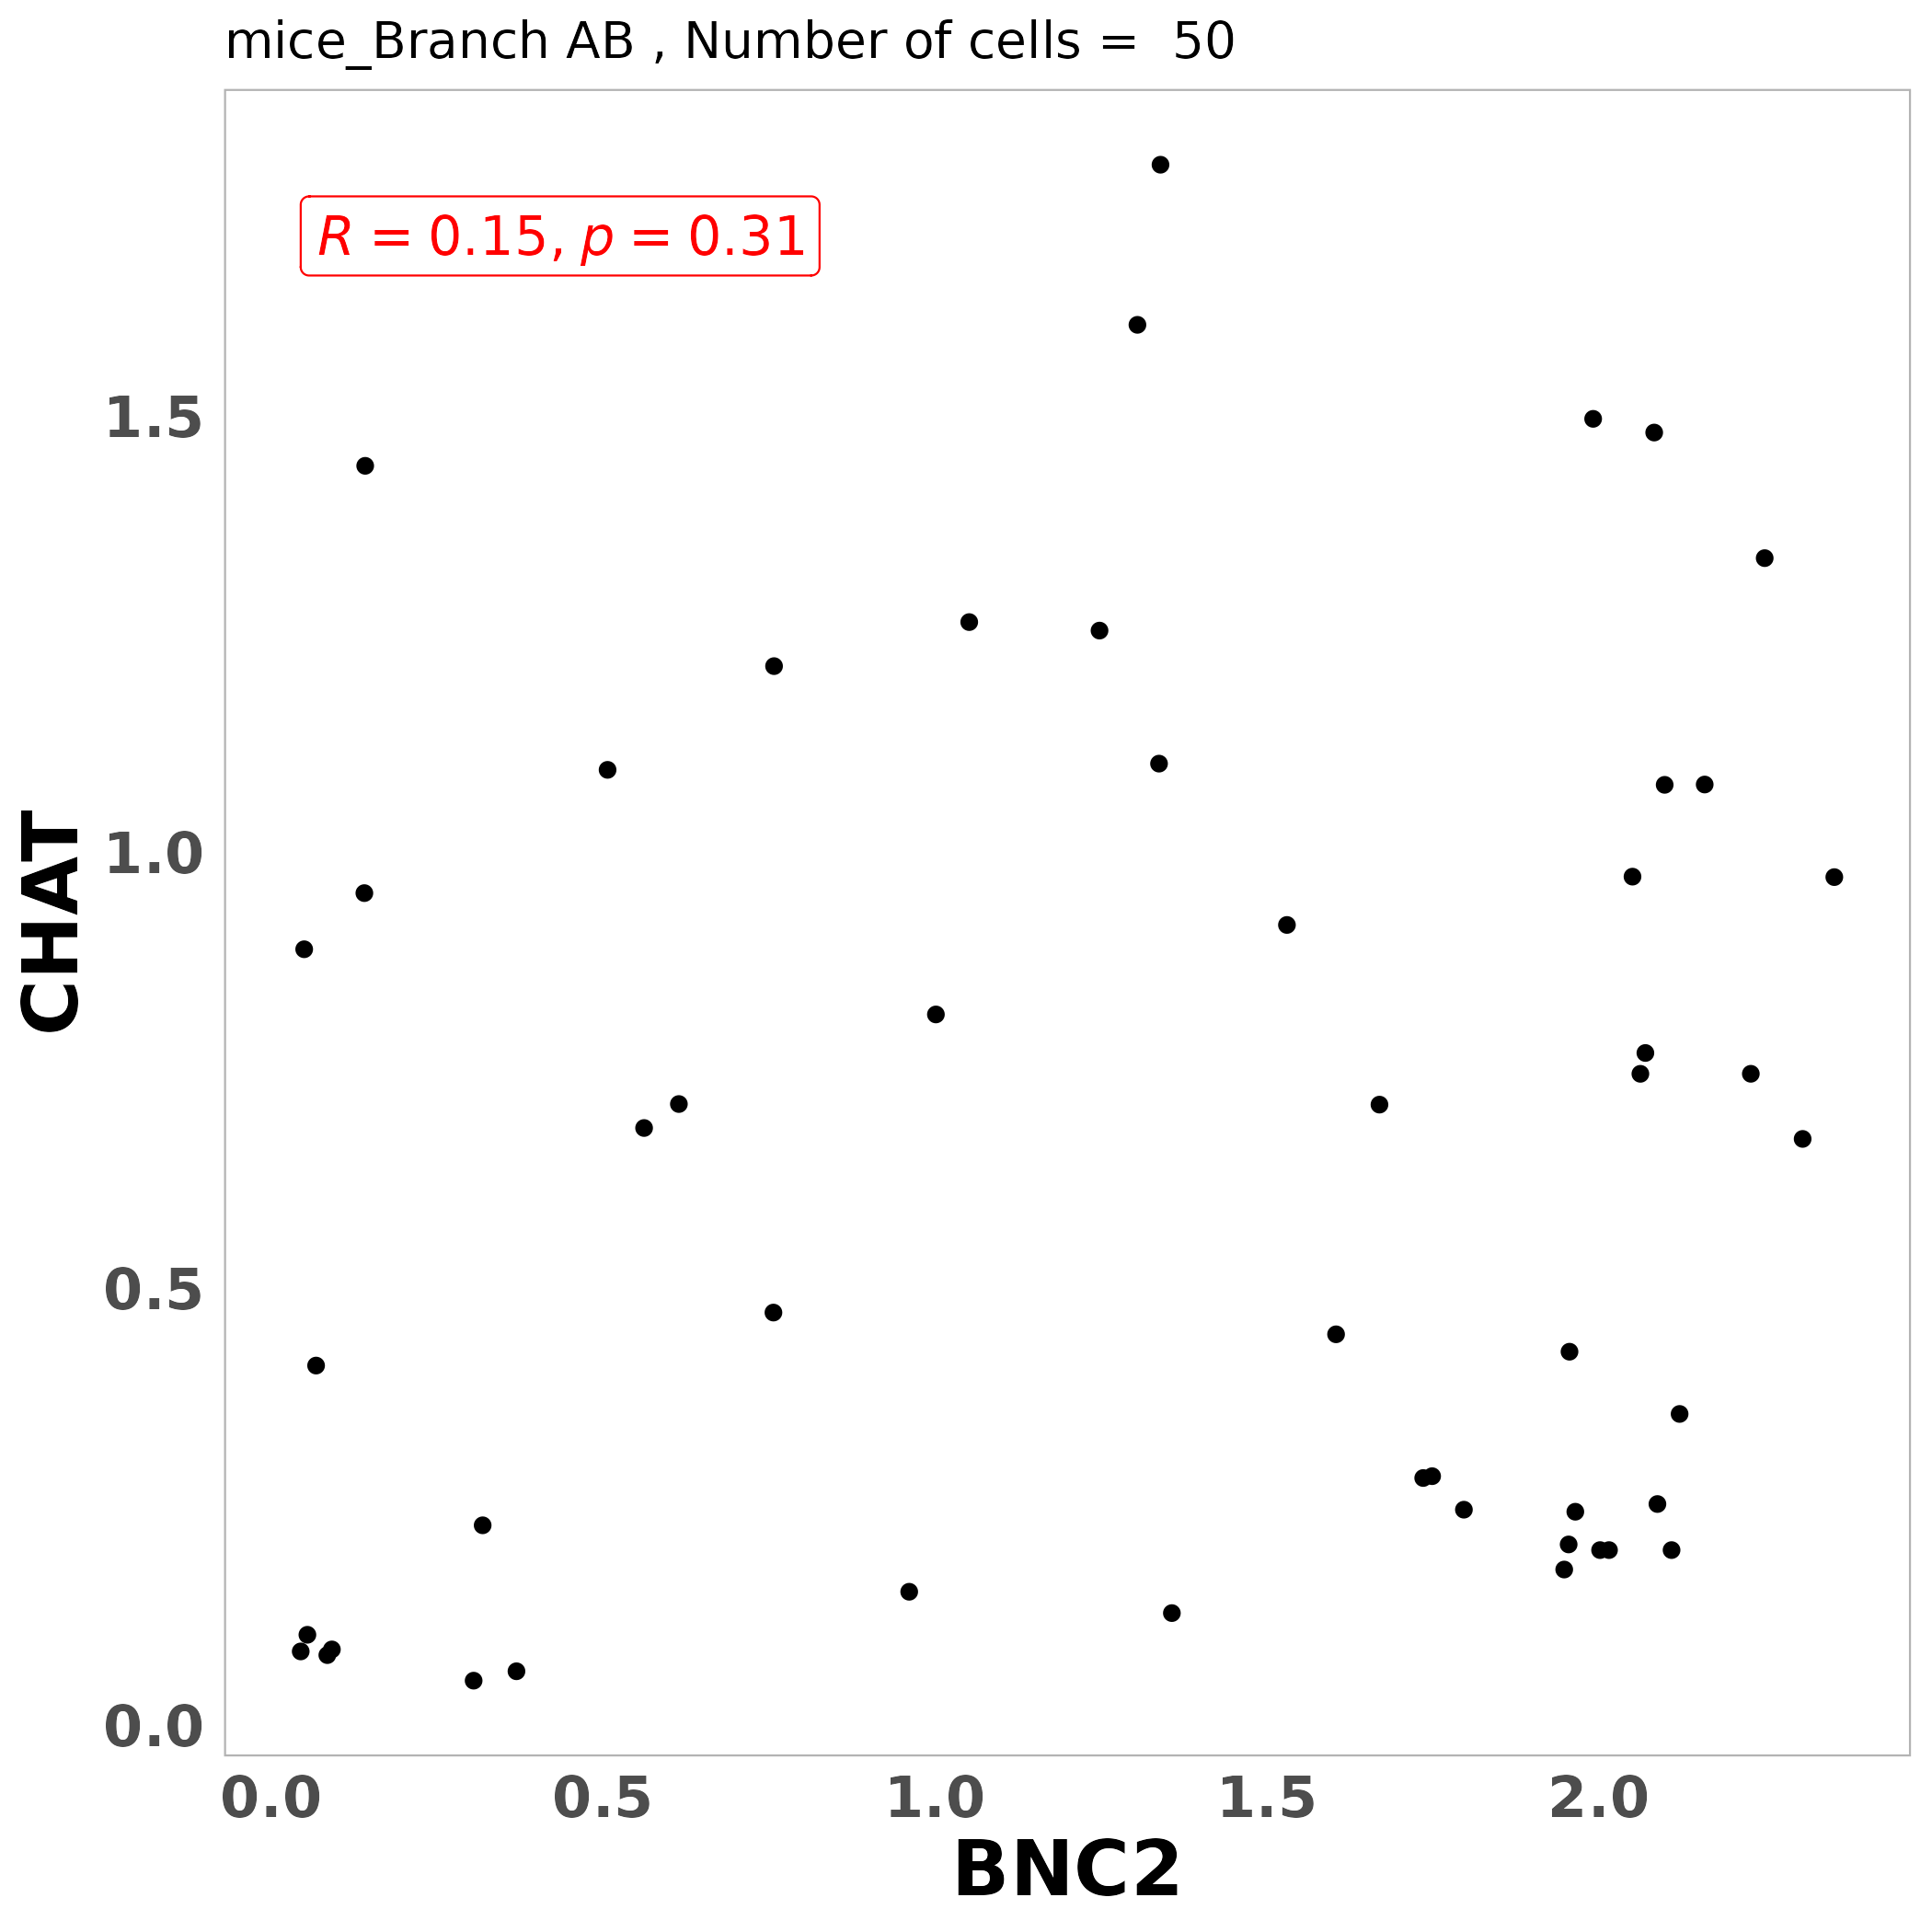 mice_Branch AB , Number of cells =  50
R = 0.15, p = 0.31
CHAT
1.5
1.0
0.5
0.0
0.0 0.5 1.0 1.5 2.0
BNC2